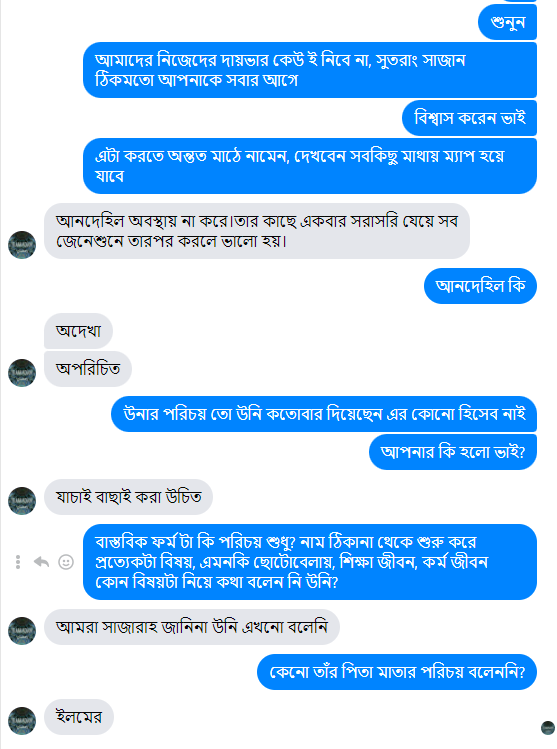 শুনুন
আমাদের নিজেদের দায়ভার কেউ ই নিবে না, সুতরাং সাজান
ঠিকমতো আপনাকে সবার আগে
বিশ্বাস করেন ভাই
এটা করতে অন্তত মাঠে নামেন, দেখবেন সবকিছু মাথায় ম্যাপ হয়ে
যাবে
আনদেহিল অবস্থায় না করে।তার কাছে একবার সরাসরি যেয়ে সব
জেনেশুনে তারপর করলে ভালো হয়।
আনদেহিল কি
অদেখা
অপরিচিত
উনার পরিচয় তো উনি কতোবার দিয়েছেন এর কোনো হিসেব নাই
আপনার কি হলো ভাই?
যাচাই বাছাই করা উচিত
বাস্তবিক ফর্ম টা কি পরিচয় শুধু? নাম ঠিকানা থেকে শুরু করে
প্রত্যেকটা বিষয়, এমনকি ছোটোবেলায়, শিক্ষা জীবন, কর্ম জীবন
কোন বিষয়টা নিয়ে কথা বলেন নি উনি?
আমরা সাজারাহ জানিনা উনি এখনো বলেনি
কেনো তাঁর পিতা মাতার পরিচয় বলেননি?
ইলমের